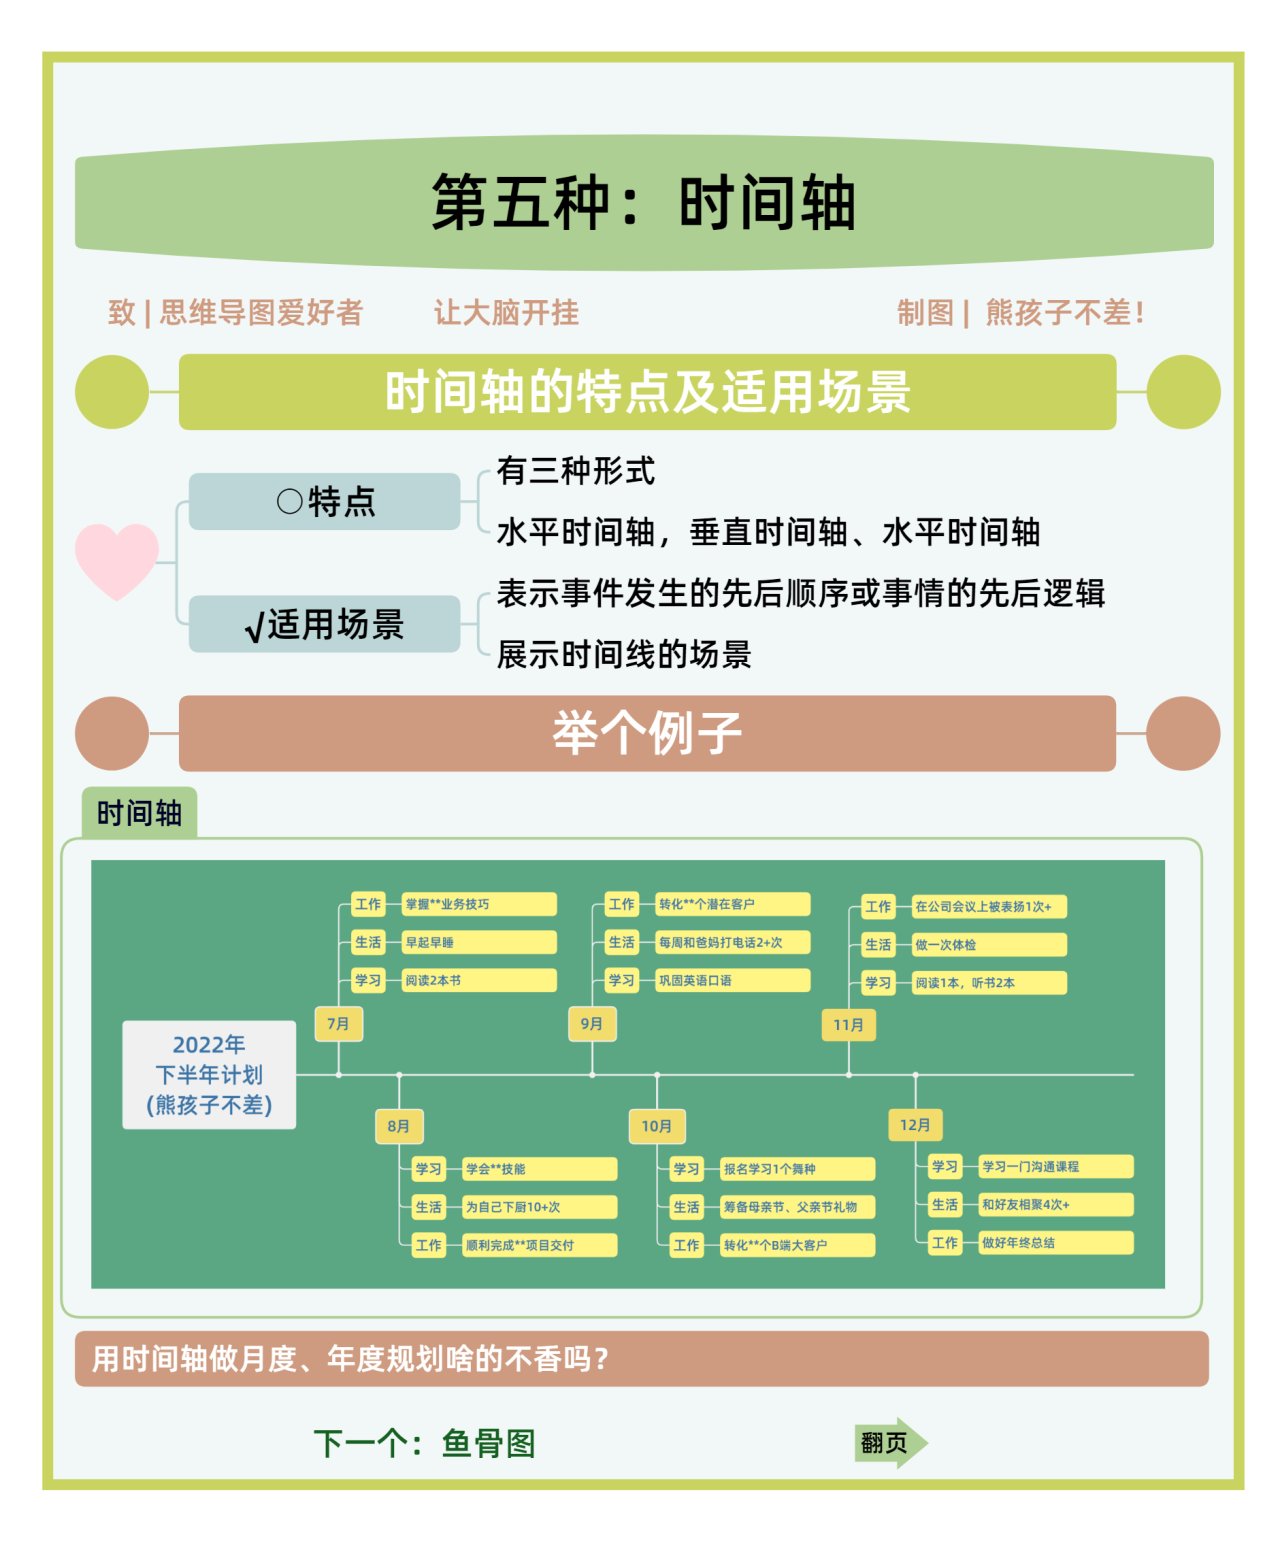 第五种：时间轴
致 | 思维导图爱好者 让大脑开挂 制图 | 熊孩子不差！
时间轴的特点及适用场景
○特点
有三种形式
水平时间轴，垂直时间轴、水平时间轴
√适用场景
表示事件发生的先后顺序或事情的先后逻辑
展示时间线的场景
举个例子
时间轴
2022年
下半年计划
(熊孩子不差)
7月
工作 掌握**业务技巧
生活 早起早睡
学习 阅读2本书
8月
学习 学会**技能
生活 为自己下厨10+次
工作 顺利完成**项目交付
9月
工作 转化**个潜在客户
生活 每周和爸妈打电话2+次
学习 巩固英语口语
10月
学习 报名学习1个舞种
生活 筹备母亲节、父亲节礼物
工作 转化**个B端大客户
11月
工作 在公司会议上被表扬1次+
生活 做一次体检
学习 阅读1本，听书2本
12月
学习 学习一门沟通课程
生活 和好友相聚4次+
工作 做好年终总结
用时间轴做月度、年度规划啥的不香吗？
下一个：鱼骨图
翻页